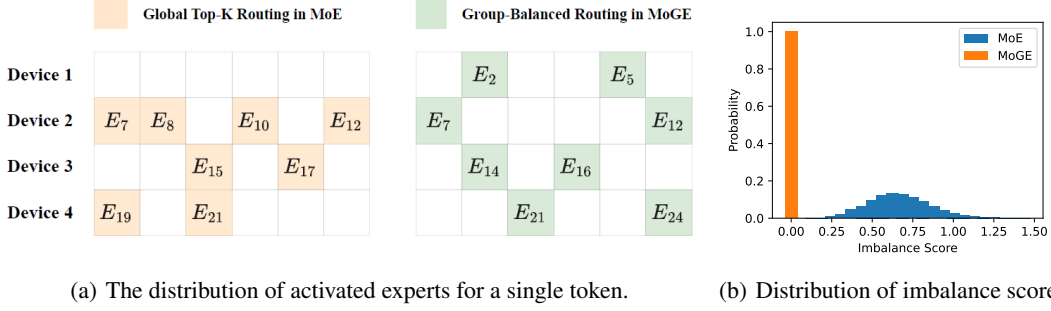 Global Top-K Routing in MoE
Group-Balanced Routing in MoGE
Device 1
E2 E5
Device 2
E7 E8 E10 E12
E7 E12
Device 3
E15 E17
E14 E16
Device 4
E19 E21
E21 E24
(a) The distribution of activated experts for a single token.
MoE
MoGE
Probability
1.0
0.8
0.6
0.4
0.2
0.0
0.00 0.25 0.50 0.75 1.00 1.25 1.50
Imbalance Score
(b) Distribution of imbalance score